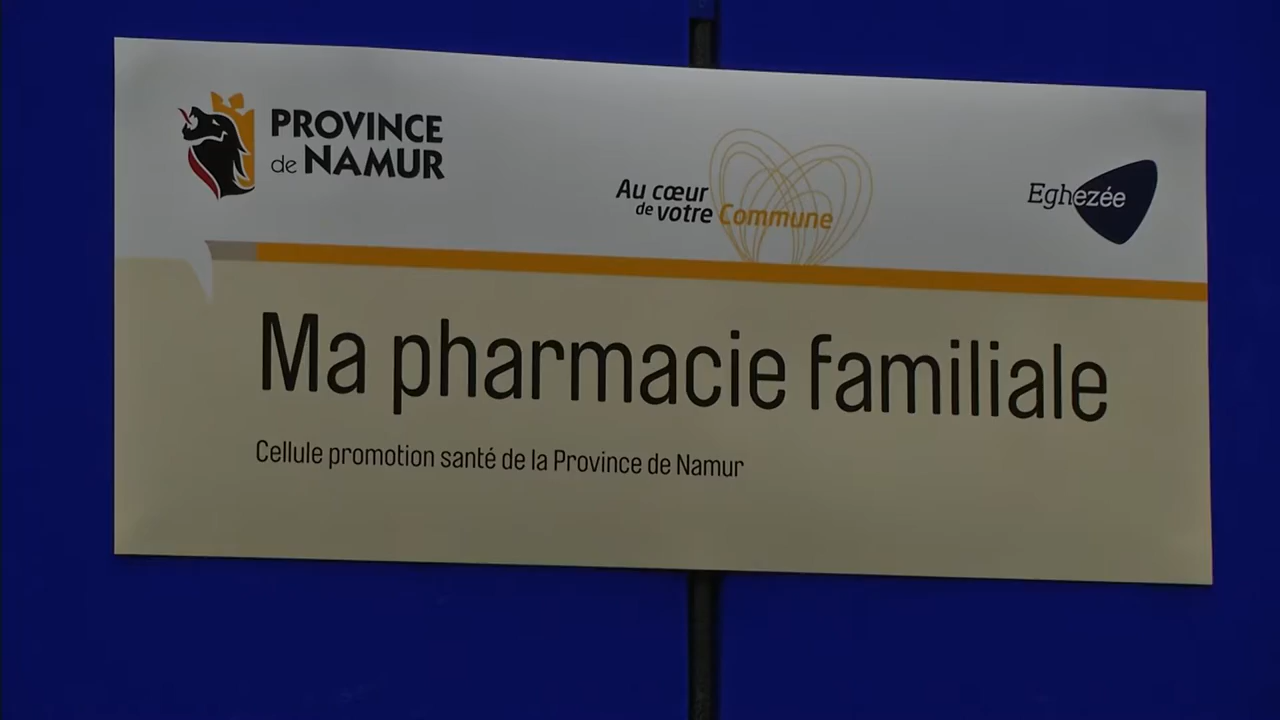 PROVINCE
de NAMUR
Au cœur
de votre Commune
Eghezée
Ma pharmacie familiale
Cellule promotion santé de la Province de Namur